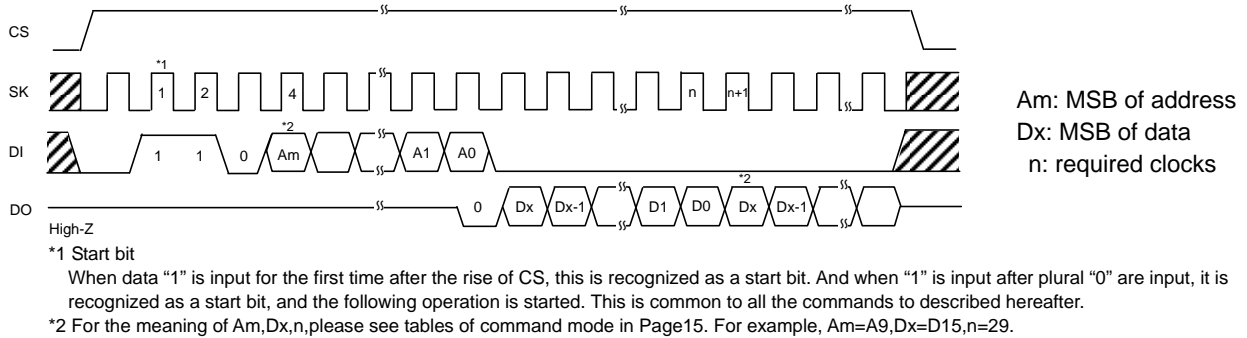 CS
*1
SK 1 2 4 n n+1
Am: MSB of address
*2
Dx: MSB of data
DI 1 1 0 Am A1 A0
n: required clocks
*2
DO 0 Dx Dx-1 D1 D0 Dx Dx-1
High-Z
*1 Start bit
When data “1” is input for the first time after the rise of CS, this is recognized as a start bit. And when “1” is input after plural “0” are input, it is
recognized as a start bit, and the following operation is started. This is common to all the commands to described hereafter.
*2 For the meaning of Am,Dx,n,please see tables of command mode in Page15. For example, Am=A9,Dx=D15,n=29.